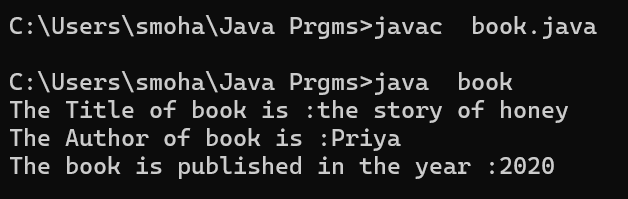 C:\Users\smoha\Java Prgms>javac  book.java
C:\Users\smoha\Java Prgms>java  book
The Title of book is :the story of honey
The Author of book is :Priya
The book is published in the year :2020